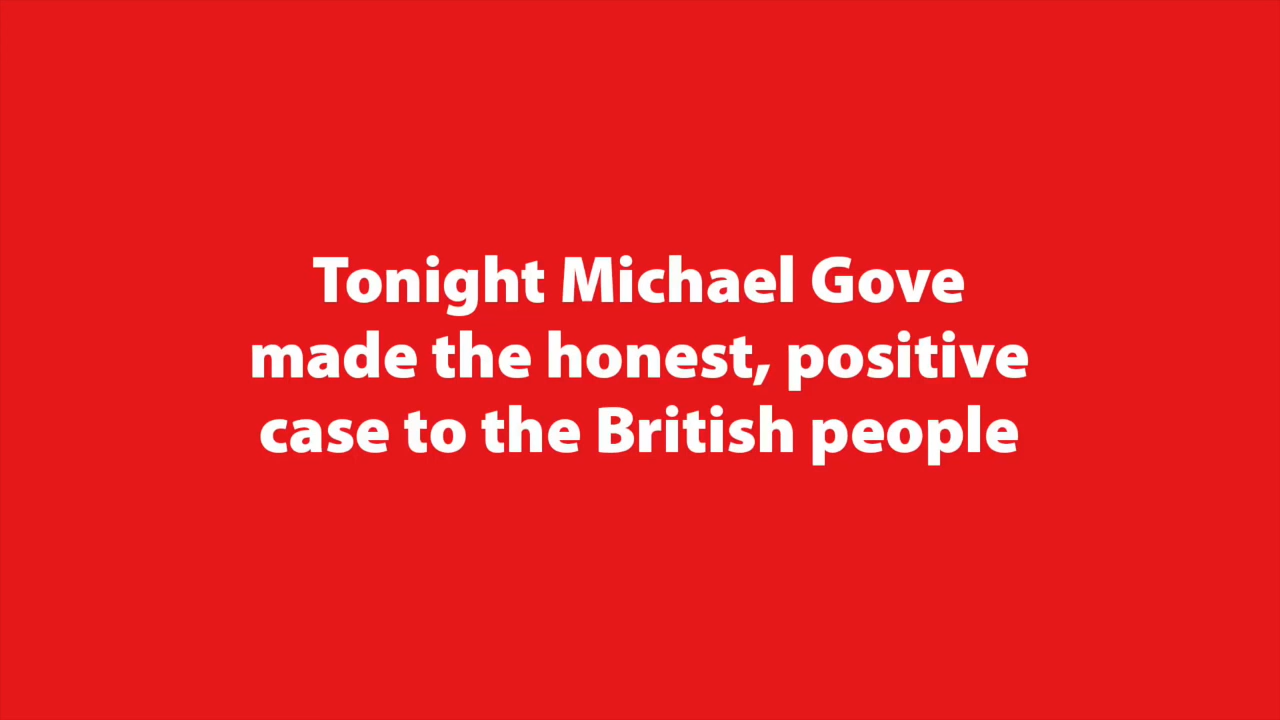 Tonight Michael Gove
made the honest, positive
case to the British people